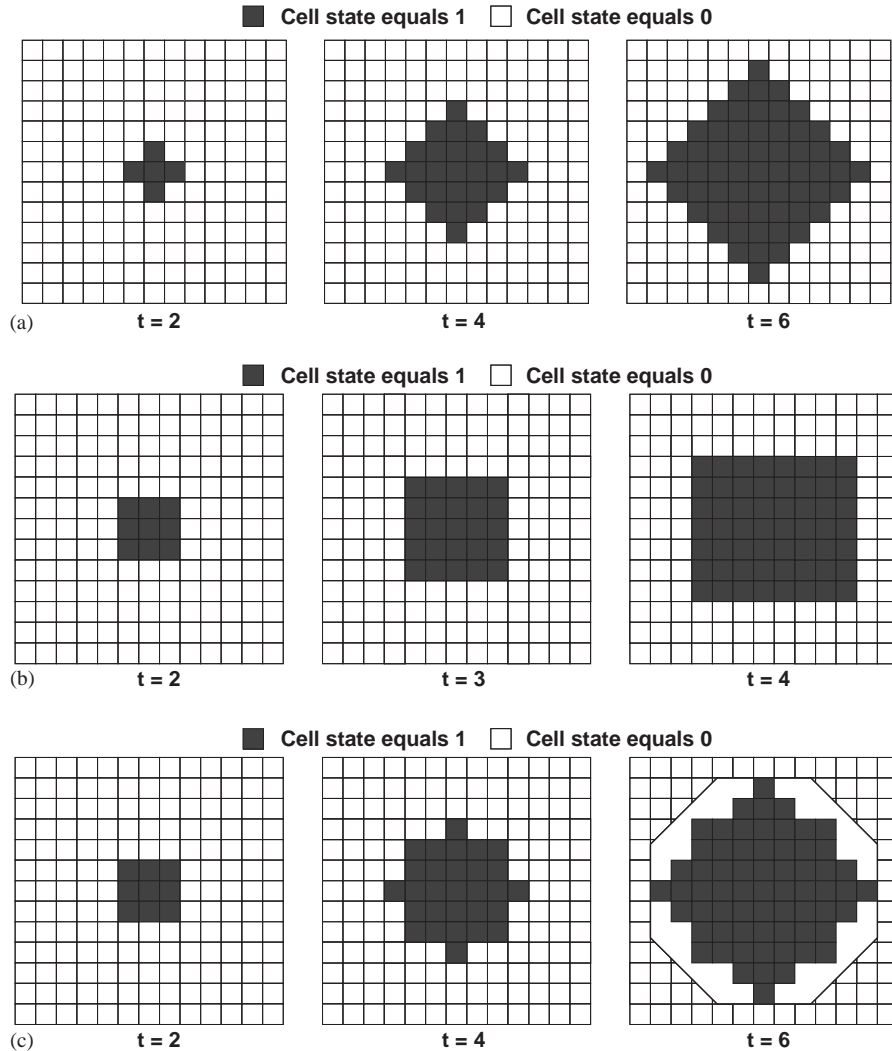 Cell state equals 1 Cell state equals 0
(a) t = 2 t = 4 t = 6
Cell state equals 1 Cell state equals 0
(b) t = 2 t = 3 t = 4
Cell state equals 1 Cell state equals 0
(c) t = 2 t = 4 t = 6